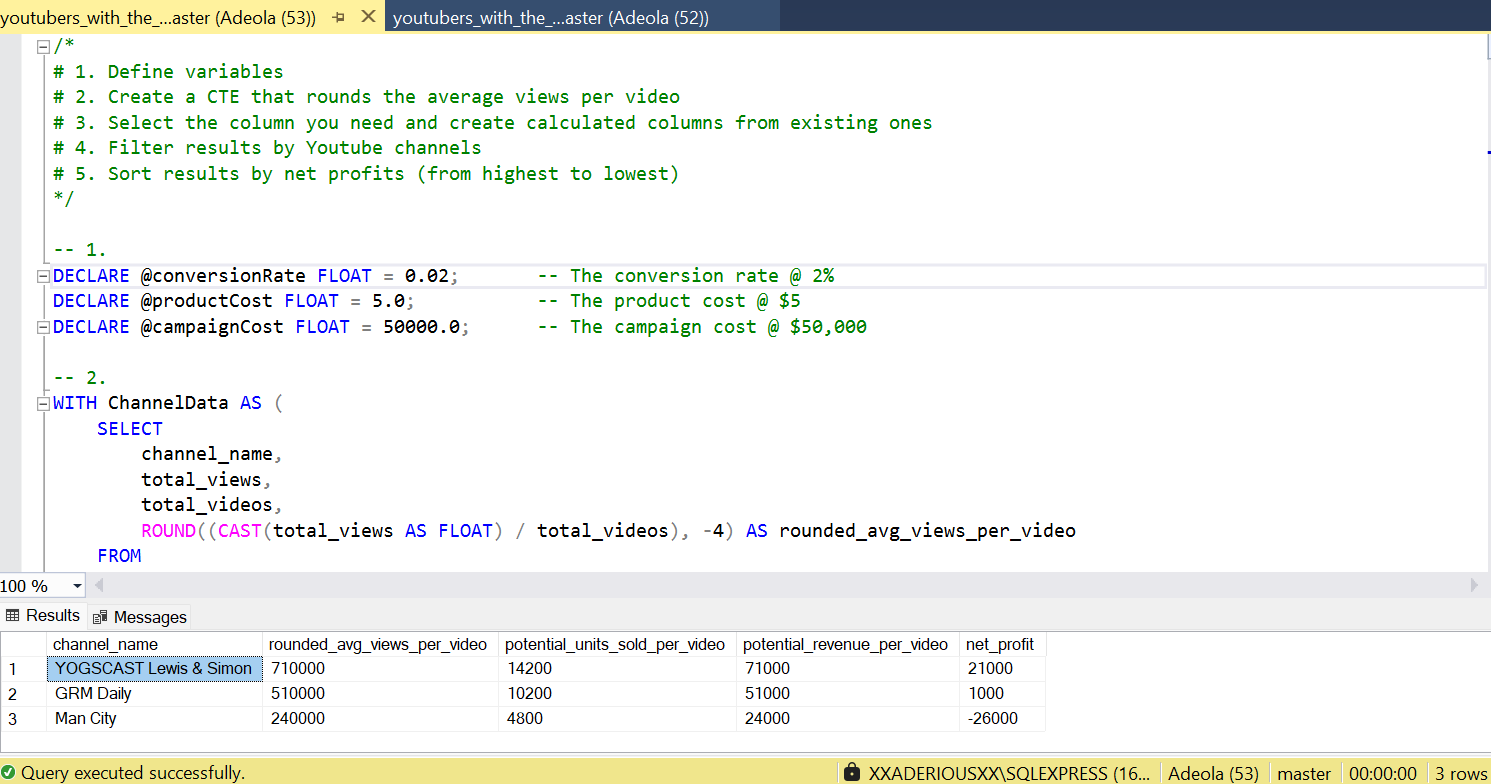 youtubers_with_the_...aster (Adeola (53)) youtubers_with_the_...aster (Adeola (52))
/*
# 1. Define variables
# 2. Create a CTE that rounds the average views per video
# 3. Select the column you need and create calculated columns from existing ones
# 4. Filter results by Youtube channels
# 5. Sort results by net profits (from highest to lowest)
*/
-- 1.
DECLARE @conversionRate FLOAT = 0.02; -- The conversion rate @ 2%
DECLARE @productCost FLOAT = 5.0; -- The product cost @ $5
DECLARE @campaignCost FLOAT = 50000.0; -- The campaign cost @ $50,000
-- 2.
WITH ChannelData AS (
SELECT
channel_name,
total_views,
total_videos,
ROUND((CAST(total_views AS FLOAT) / total_videos), -4) AS rounded_avg_views_per_video
FROM
100 %
Results Messages
channel_name rounded_avg_views_per_video potential_units_sold_per_video potential_revenue_per_video net_profit
1 YOGSCAST Lewis & Simon 710000 14200 71000 21000
2 GRM Daily 510000 10200 51000 1000
3 Man City 240000 4800 24000 -26000
Query executed successfully. XXADERIOUSXX\SQLEXPRESS (16... Adeola (53) master 00:00:00 3 rows